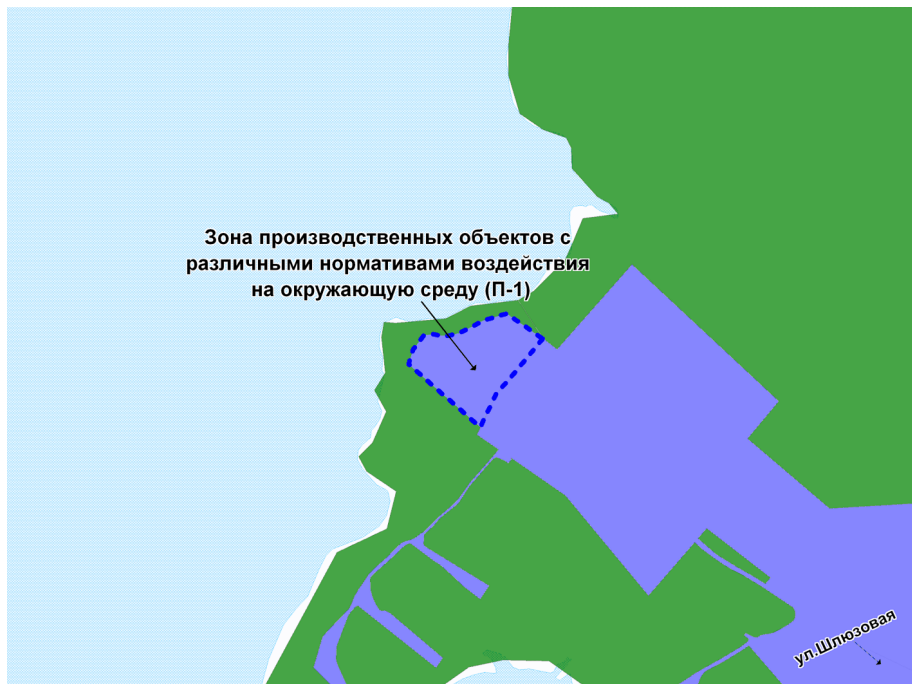 Зона производственных объектов с
различными нормативами воздействия
на окружающую среду (П-1)
ул.Шлюзовая